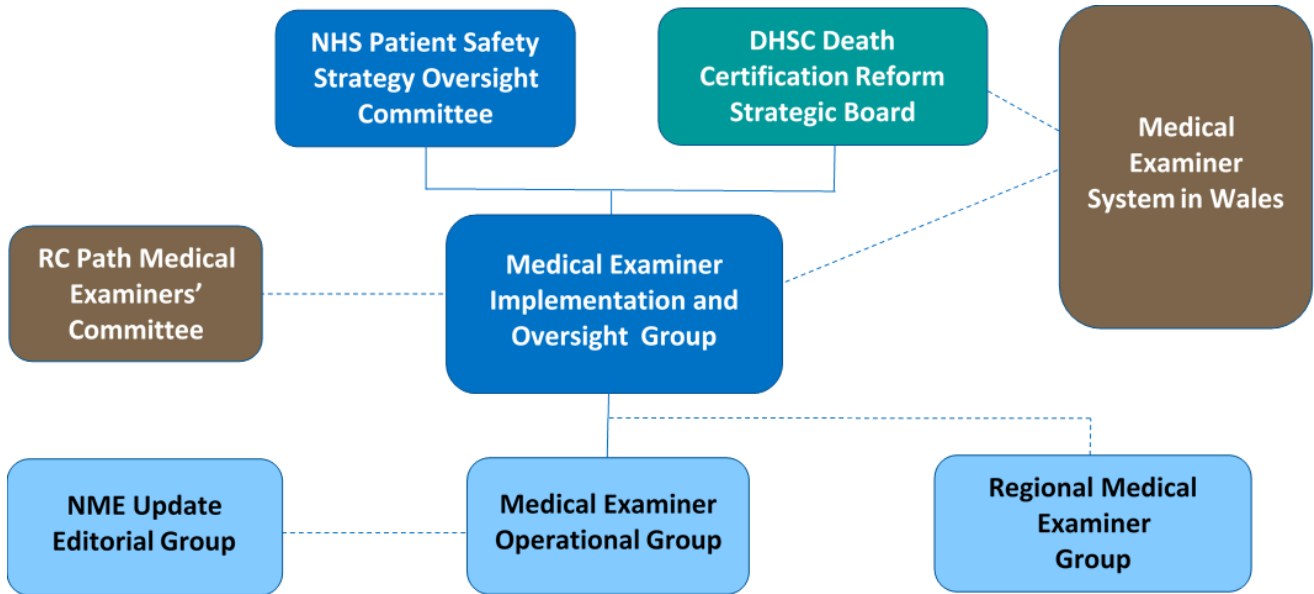 NHS Patient Safety
Strategy Oversight
Committee
DHSC Death
Certification Reform
Strategic Board
Medical
Examiner
System in Wales
RC Path Medical
Examiners’
Committee
Medical Examiner
Implementation and
Oversight Group
NME Update
Editorial Group
Medical Examiner
Operational Group
Regional Medical
Examiner
Group